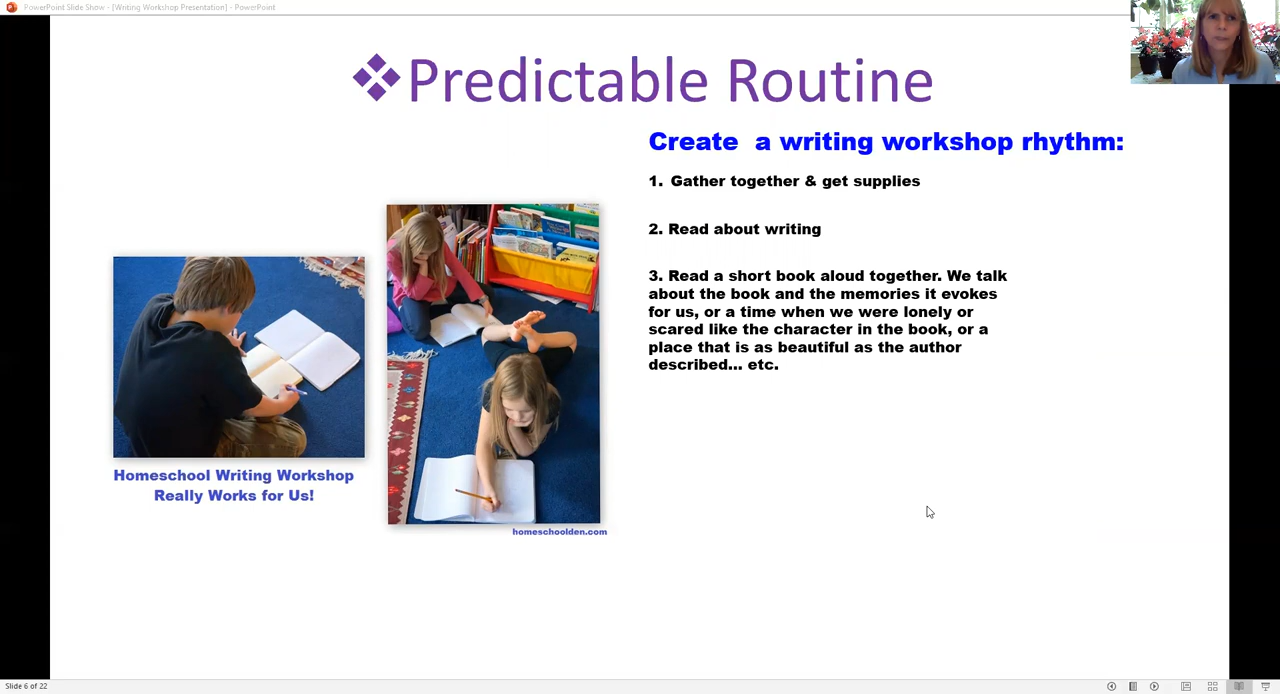 PowerPoint Slide Show - [Writing Workshop Presentation] - PowerPoint
Predictable Routine
Create a writing workshop rhythm:
1. Gather together & get supplies
2. Read about writing
3. Read a short book aloud together. We talk
about the book and the memories it evokes
for us, or a time when we were lonely or
scared like the character in the book, or a
place that is as beautiful as the author
described... etc.
Homeschool Writing Workshop
Really Works for Us!
homeschoolden.com
Slide 6 of 22